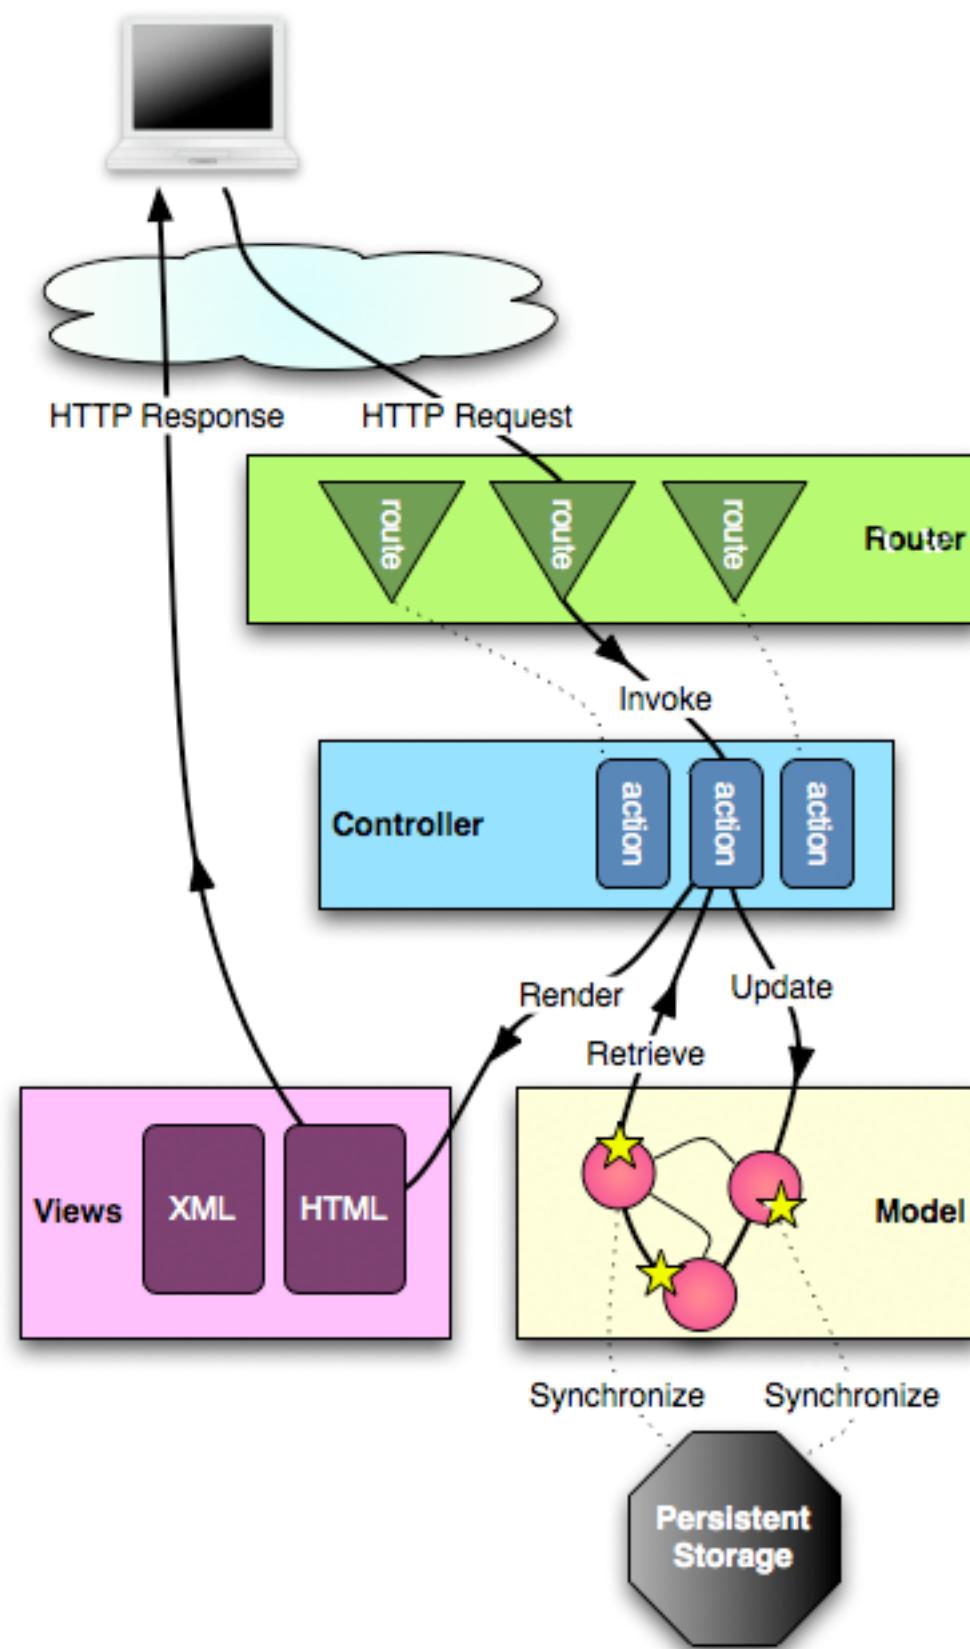 HTTP Response
HTTP Request
route
route
route
Router
Invoke
Controller
action
action
action
Render
Update
Retrieve
Views
XML
HTML
Model
Synchronize
Synchronize
Persistent
Storage